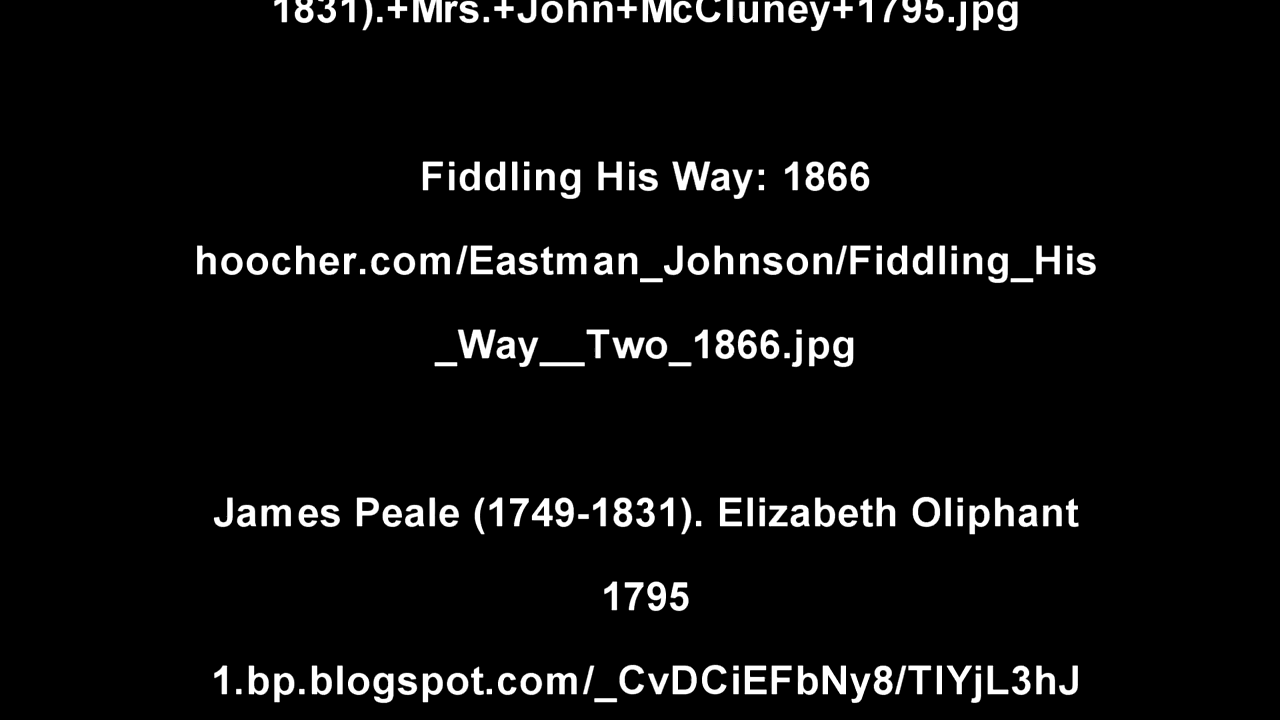 1831).+Mrs.+John+McCluney+1795.jpg
Fiddling His Way: 1866
hoocher.com/Eastman_Johnson/Fiddling_His
_Way__Two_1866.jpg
James Peale (1749-1831). Elizabeth Oliphant
1795
1.bp.blogspot.com/_CvDCiEFbNy8/TIYjL3hJ